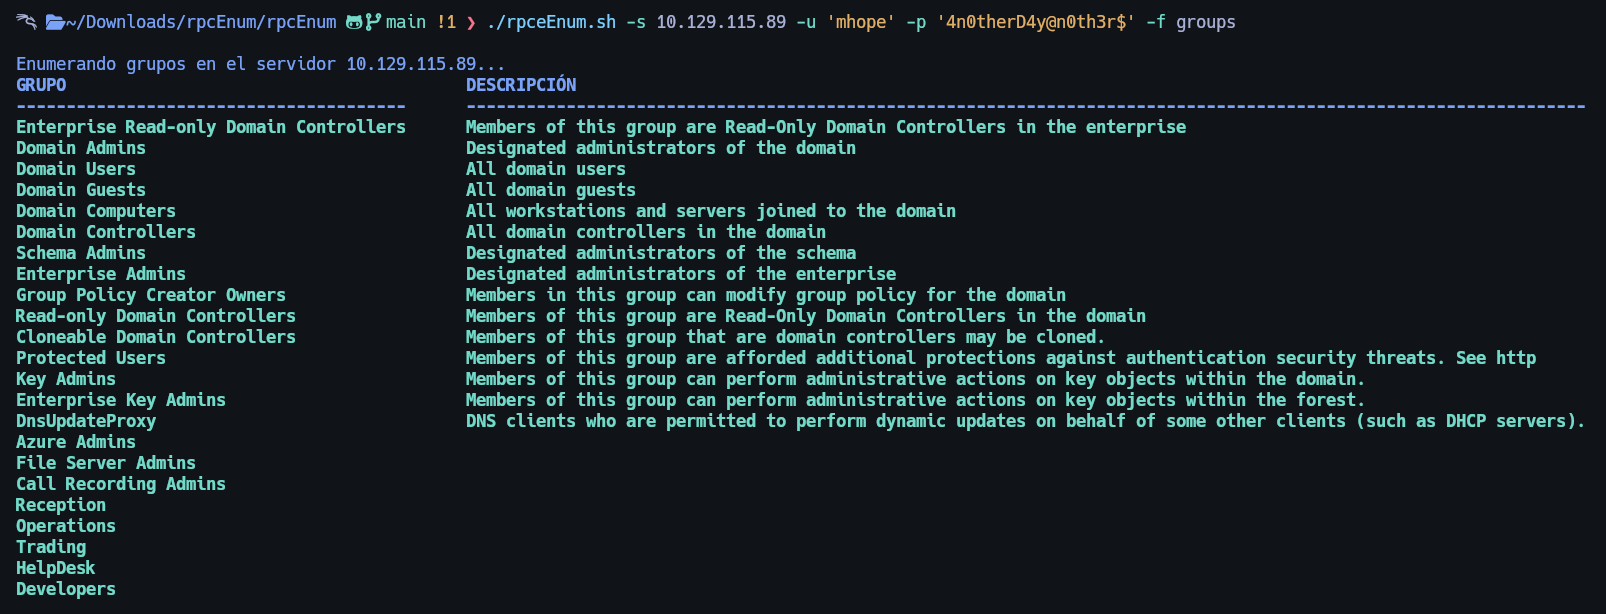 ~/Downloads/rpcEnum/rpcEnum main !1 ❯ ./rpceEnum.sh -s 10.129.115.89 -u 'mhope' -p '4n0therD4y@n0th3r$' -f groups
Enumerando grupos en el servidor 10.129.115.89...
GRUPO DESCRIPCIÓN
--------------------------------------- ----------------------------------------------------------------------------------------------------------------
Enterprise Read-only Domain Controllers Members of this group are Read-Only Domain Controllers in the enterprise
Domain Admins Designated administrators of the domain
Domain Users All domain users
Domain Guests All domain guests
Domain Computers All workstations and servers joined to the domain
Domain Controllers All domain controllers in the domain
Schema Admins Designated administrators of the schema
Enterprise Admins Designated administrators of the enterprise
Group Policy Creator Owners Members in this group can modify group policy for the domain
Read-only Domain Controllers Members of this group are Read-Only Domain Controllers in the domain
Cloneable Domain Controllers Members of this group that are domain controllers may be cloned.
Protected Users Members of this group are afforded additional protections against authentication security threats. See http
Key Admins Members of this group can perform administrative actions on key objects within the domain.
Enterprise Key Admins Members of this group can perform administrative actions on key objects within the forest.
DnsUpdateProxy DNS clients who are permitted to perform dynamic updates on behalf of some other clients (such as DHCP servers).
Azure Admins
File Server Admins
Call Recording Admins
Reception
Operations
Trading
HelpDesk
Developers